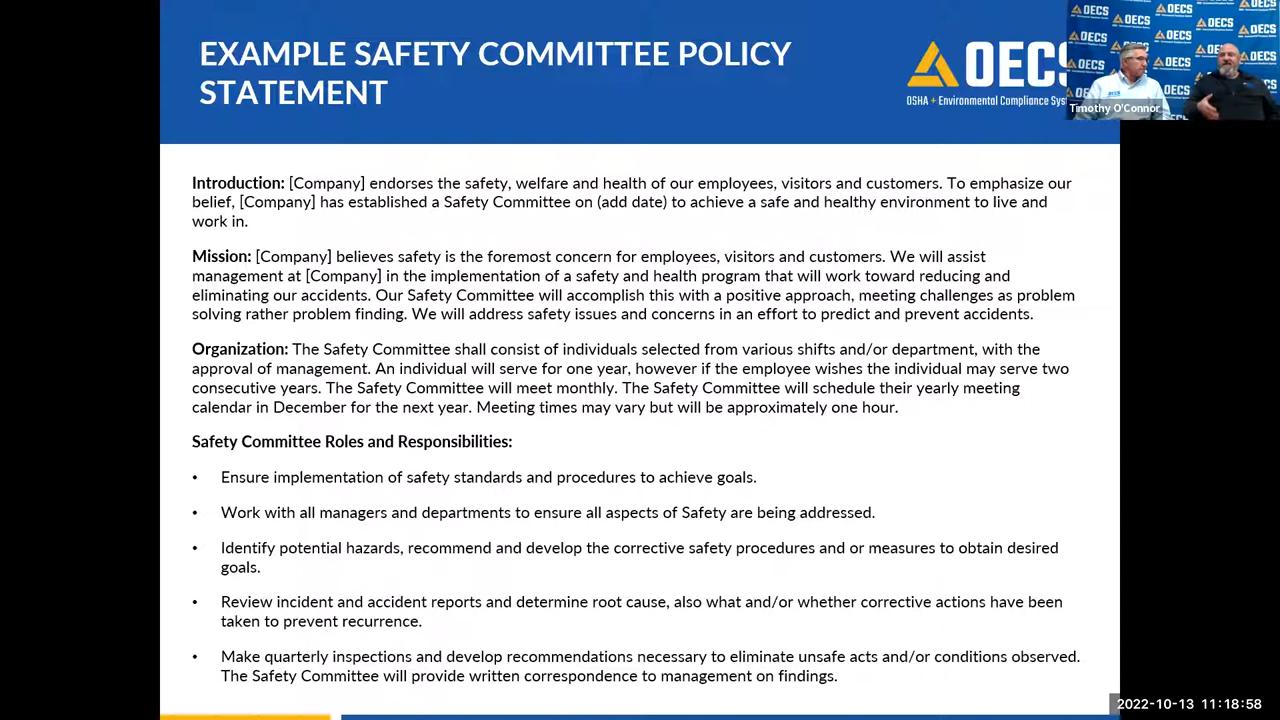 EXAMPLE SAFETY COMMITTEE POLICY
STATEMENT
OECS
OSHA + Environmental Compliance Sys
OECS
OECS
OECS
OECS
OECS
OECS
OECS
OECS
Timothy O'Connor
Introduction: [Company] endorses the safety, welfare and health of our employees, visitors and customers. To emphasize our
belief, [Company] has established a Safety Committee on (add date) to achieve a safe and healthy environment to live and
work in.
Mission: [Company] believes safety is the foremost concern for employees, visitors and customers. We will assist
management at [Company] in the implementation of a safety and health program that will work toward reducing and
eliminating our accidents. Our Safety Committee will accomplish this with a positive approach, meeting challenges as problem
solving rather problem finding. We will address safety issues and concerns in an effort to predict and prevent accidents.
Organization: The Safety Committee shall consist of individuals selected from various shifts and/or department, with the
approval of management. An individual will serve for one year, however if the employee wishes the individual may serve two
consecutive years. The Safety Committee will meet monthly. The Safety Committee will schedule their yearly meeting
calendar in December for the next year. Meeting times may vary but will be approximately one hour.
Safety Committee Roles and Responsibilities:
• Ensure implementation of safety standards and procedures to achieve goals.
• Work with all managers and departments to ensure all aspects of Safety are being addressed.
• Identify potential hazards, recommend and develop the corrective safety procedures and or measures to obtain desired
goals.
• Review incident and accident reports and determine root cause, also what and/or whether corrective actions have been
taken to prevent recurrence.
• Make quarterly inspections and develop recommendations necessary to eliminate unsafe acts and/or conditions observed.
The Safety Committee will provide written correspondence to management on findings.
2022-10-13 11:18:58